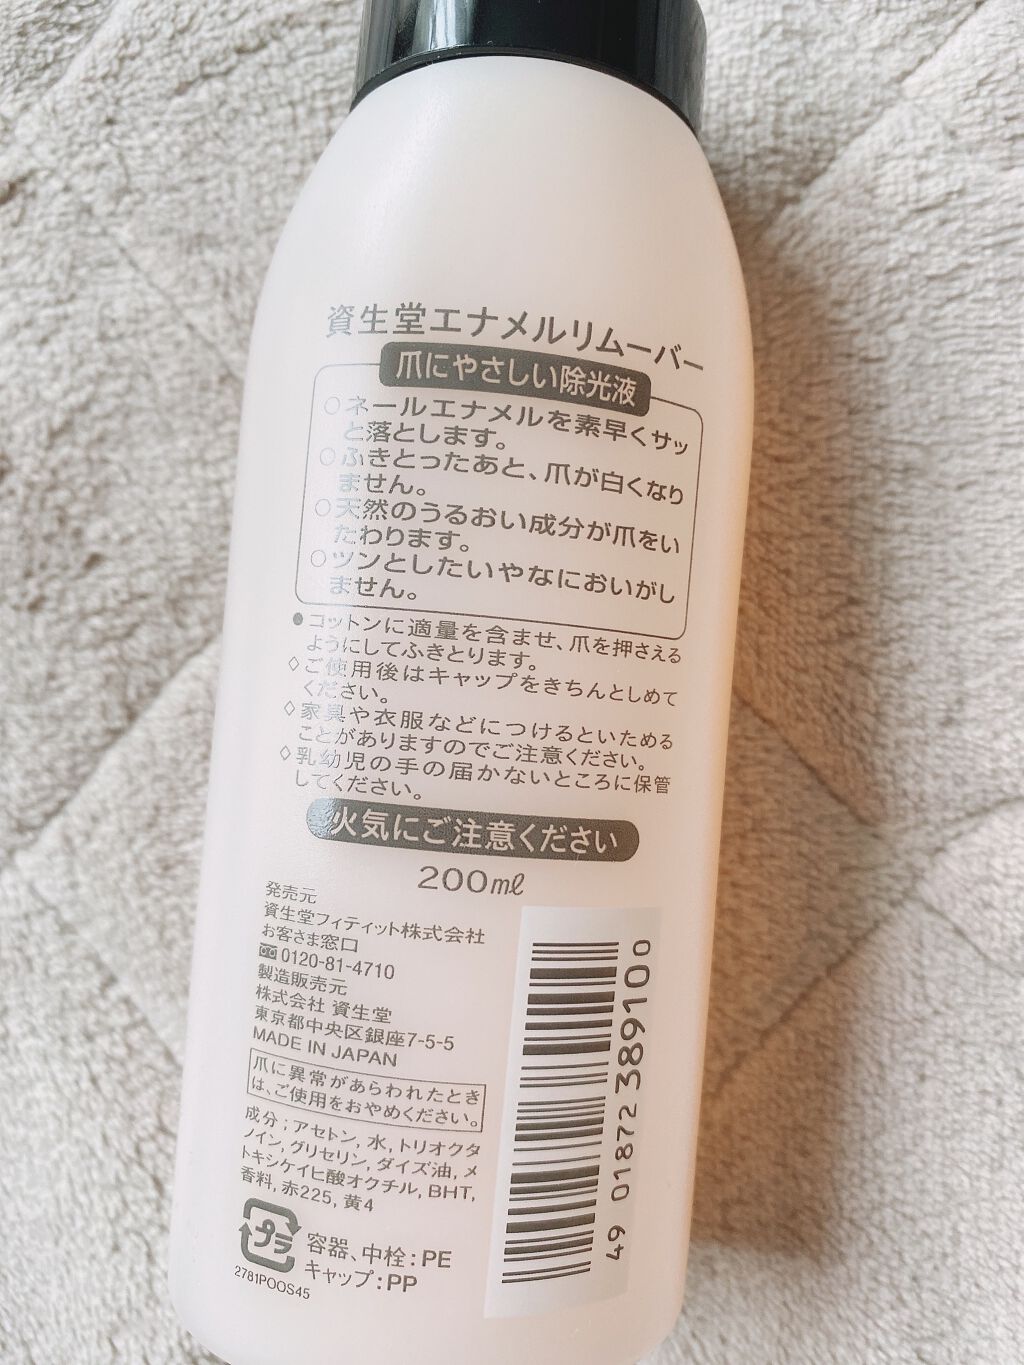 資生堂エナメルリムーバー
爪にやさしい除光液
○ネールエナメルを素早くサッ
と落とします。
○ふきとったあと、爪が白くなり
ません。
○天然のうるおい成分が爪をい
たわります。
○ツンとしたいやなにおいがし
ません。
●コットンに適量を含ませ、爪を押さえる
ようにしてふきとります。
◇ご使用後はキャップをきちんとしめて
ください。
◇家具や衣服などにつけるといためる
ことがありますのでご注意ください。
◇乳幼児の手の届かないところに保管
してください。
火気にご注意ください
200ml
発売元
資生堂フィティット株式会社
お客さま窓口
0120-81-4710
製造販売元
株式会社 資生堂
東京都中央区銀座7-5-5
MADE IN JAPAN
爪に異常があらわれたとき
は、ご使用をおやめください。
成分；アセトン, 水, トリオクタ
ノイン, グリセリン, ダイズ油, メ
トキシケイヒ酸オクチル, BHT,
香料, 赤225, 黄4
プラ
容器、中栓：PE
キャップ：PP
2781POOS45
49 01872 389100